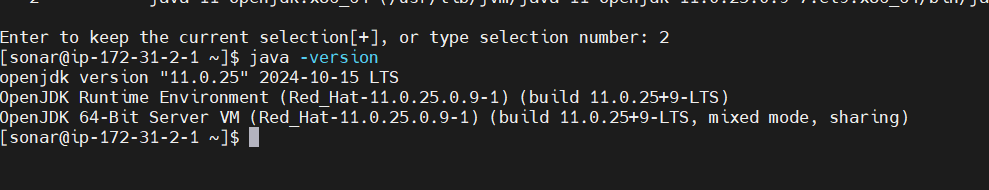 2 java-11-openjdk.x86_64 (/usr/lib/jvm/java-11-openjdk-11.0.25.0.9-7.el9.x86_64/bin/ja
Enter to keep the current selection[+], or type selection number: 2
[sonar@ip-172-31-2-1 ~]$ java -version
openjdk version "11.0.25" 2024-10-15 LTS
OpenJDK Runtime Environment (Red_Hat-11.0.25.0.9-1) (build 11.0.25+9-LTS)
OpenJDK 64-Bit Server VM (Red_Hat-11.0.25.0.9-1) (build 11.0.25+9-LTS, mixed mode, sharing)
[sonar@ip-172-31-2-1 ~]$